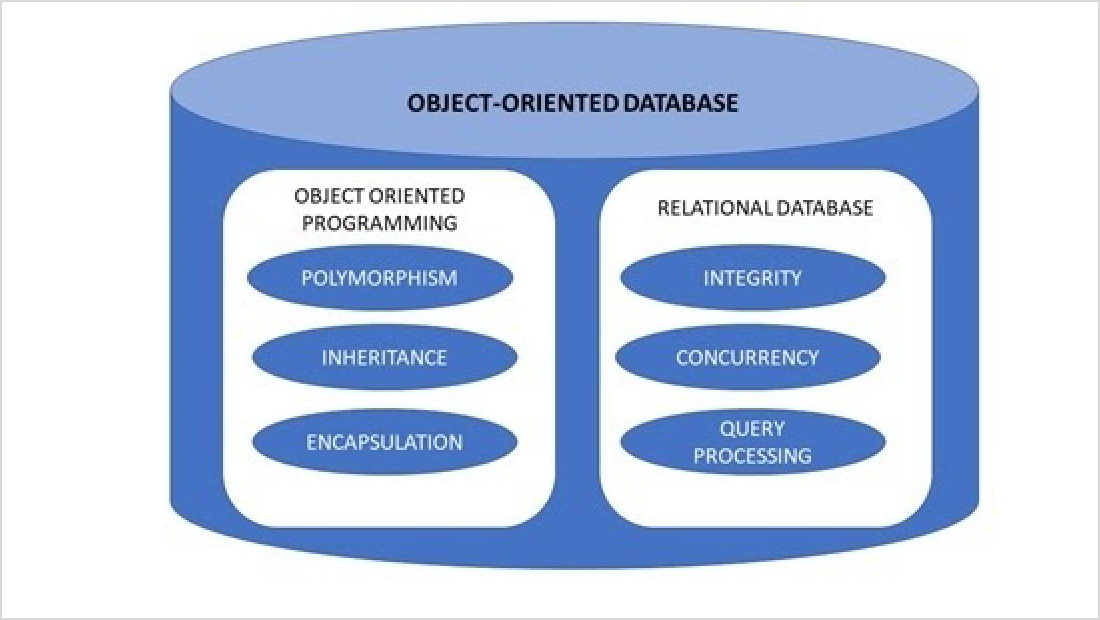 OBJECT-ORIENTED DATABASE
OBJECT ORIENTED
PROGRAMMING
POLYMORPHISM
INHERITANCE
ENCAPSULATION
RELATIONAL DATABASE
INTEGRITY
CONCURRENCY
QUERY
PROCESSING